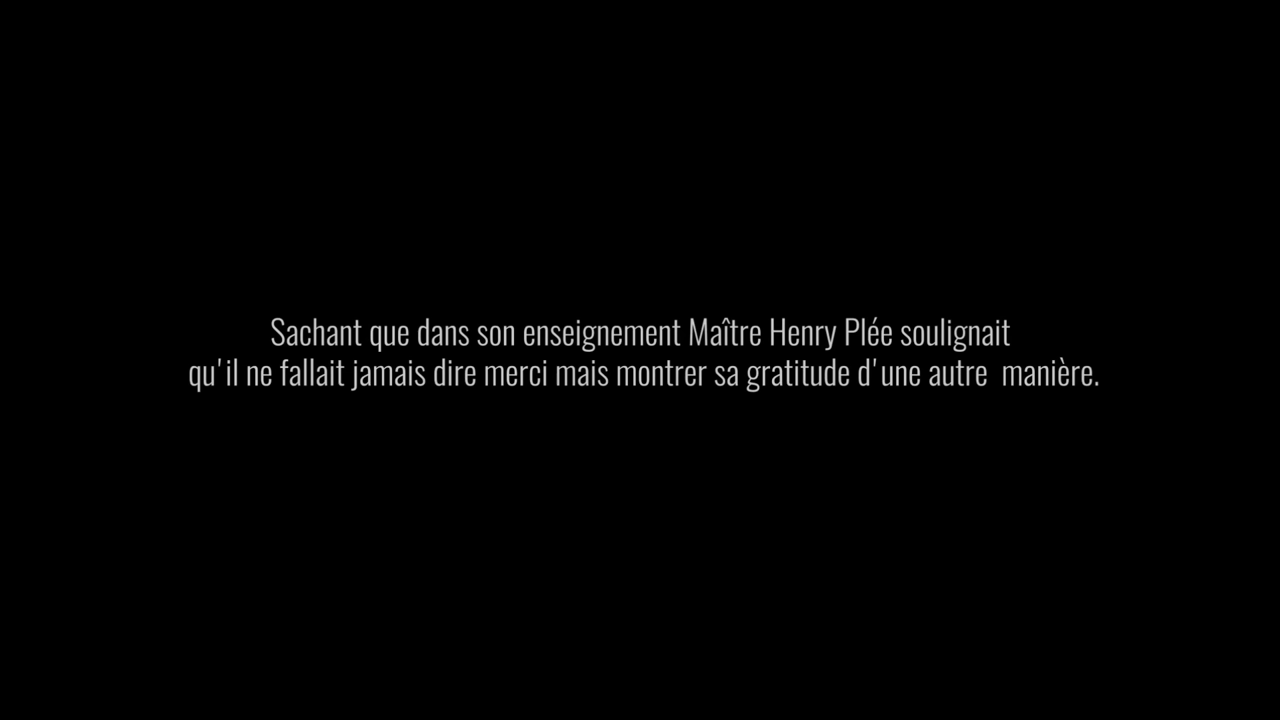 Sachant que dans son enseignement Maître Henry Plée soulignait
qu'il ne fallait jamais dire merci mais montrer sa gratitude d'une autre  manière.